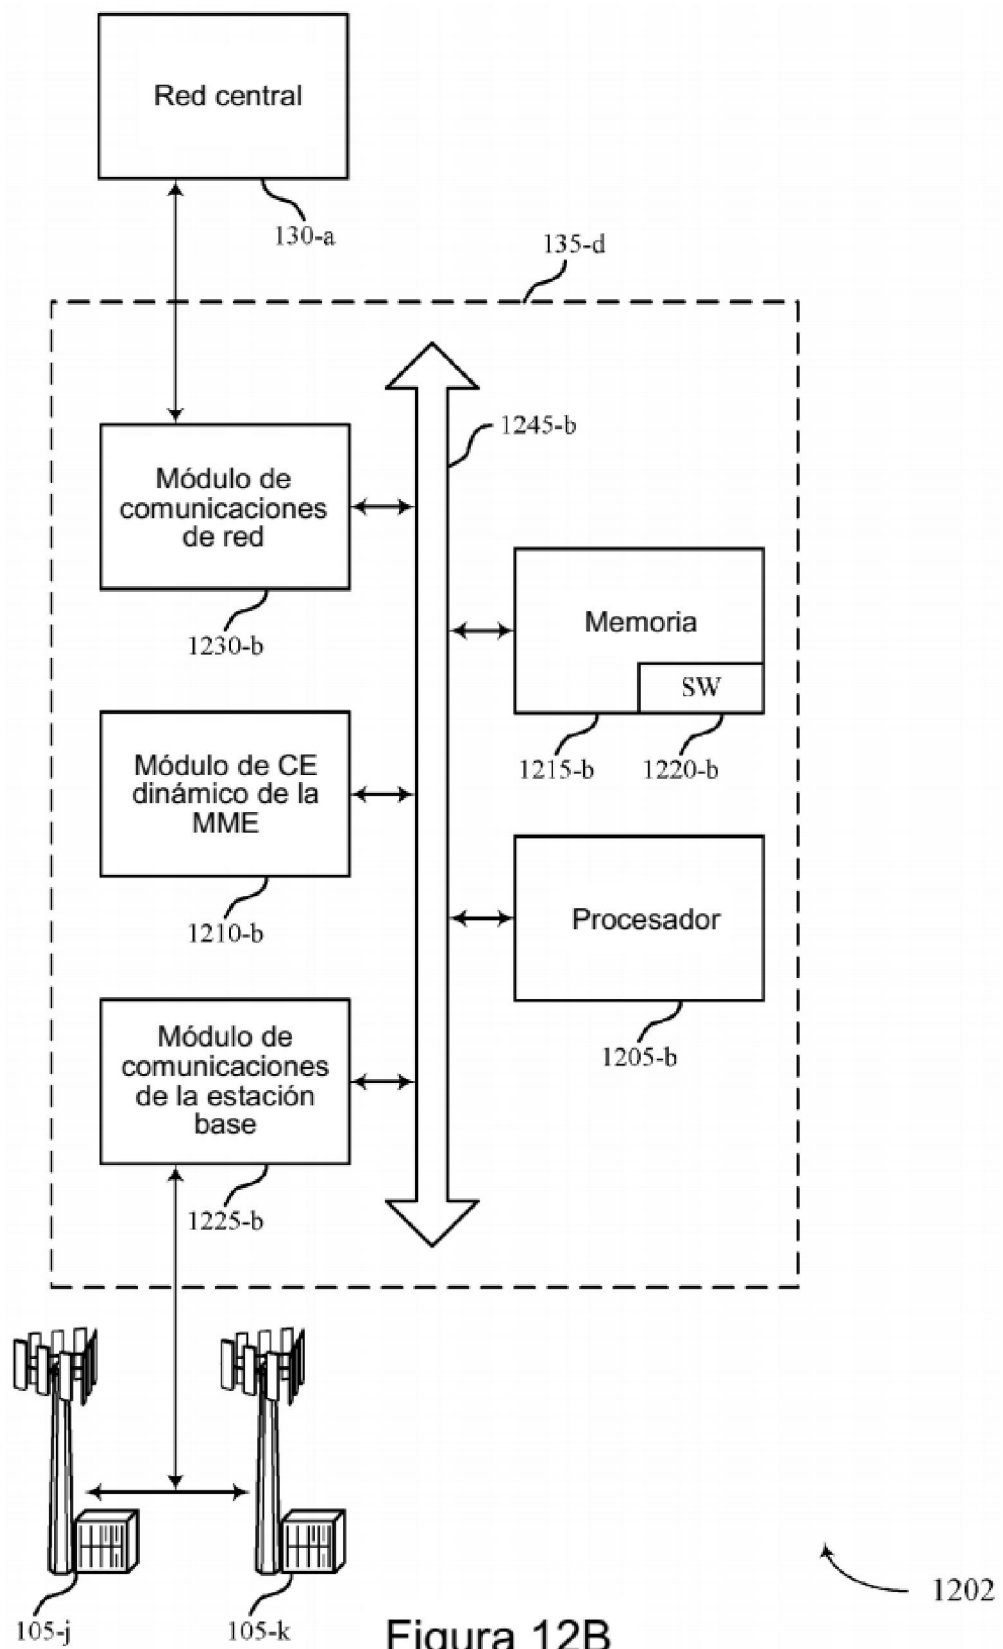 Red central
130-a
135-d
1245-b
Módulo de
comunicaciones
de red
1230-b
Memoria
SW
1215-b
1220-b
Módulo de CE
dinámico de la
MME
1210-b
Procesador
1205-b
Módulo de
comunicaciones
de la estación
base
1225-b
105-j
105-k
1202
Figura 12B